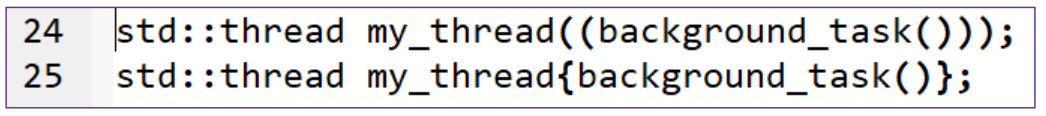 24 std::thread my_thread((background_task()));
25 std::thread my_thread{background_task()};